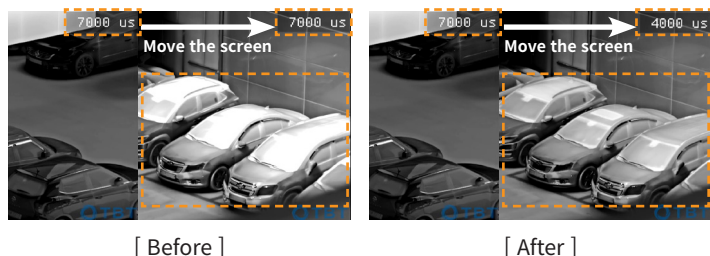 7000 us
7000 us
Move the screen
7000 us
4000 us
Move the screen
[ Before ]
[ After ]